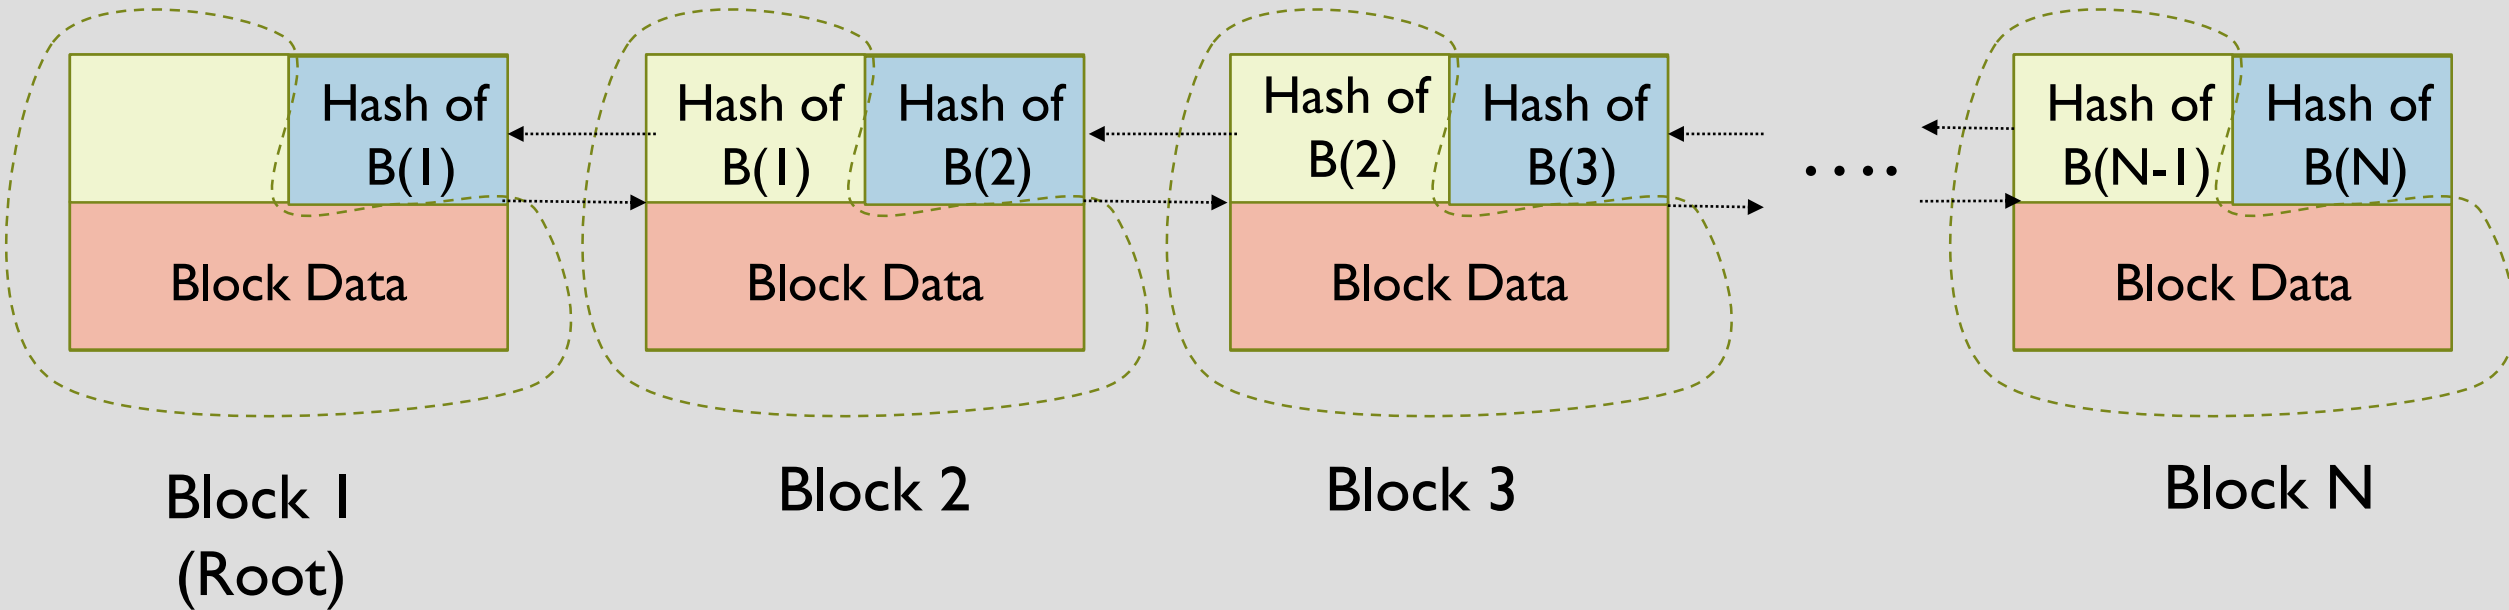 Hash of
B(1)
Block Data
Block 1
(Root)
Hash of
B(1)
Hash of
B(2)
Block Data
Block 2
Hash of
B(2)
Hash of
B(3)
Block Data
Block 3
....
Hash of
B(N-1)
Hash of
B(N)
Block Data
Block N